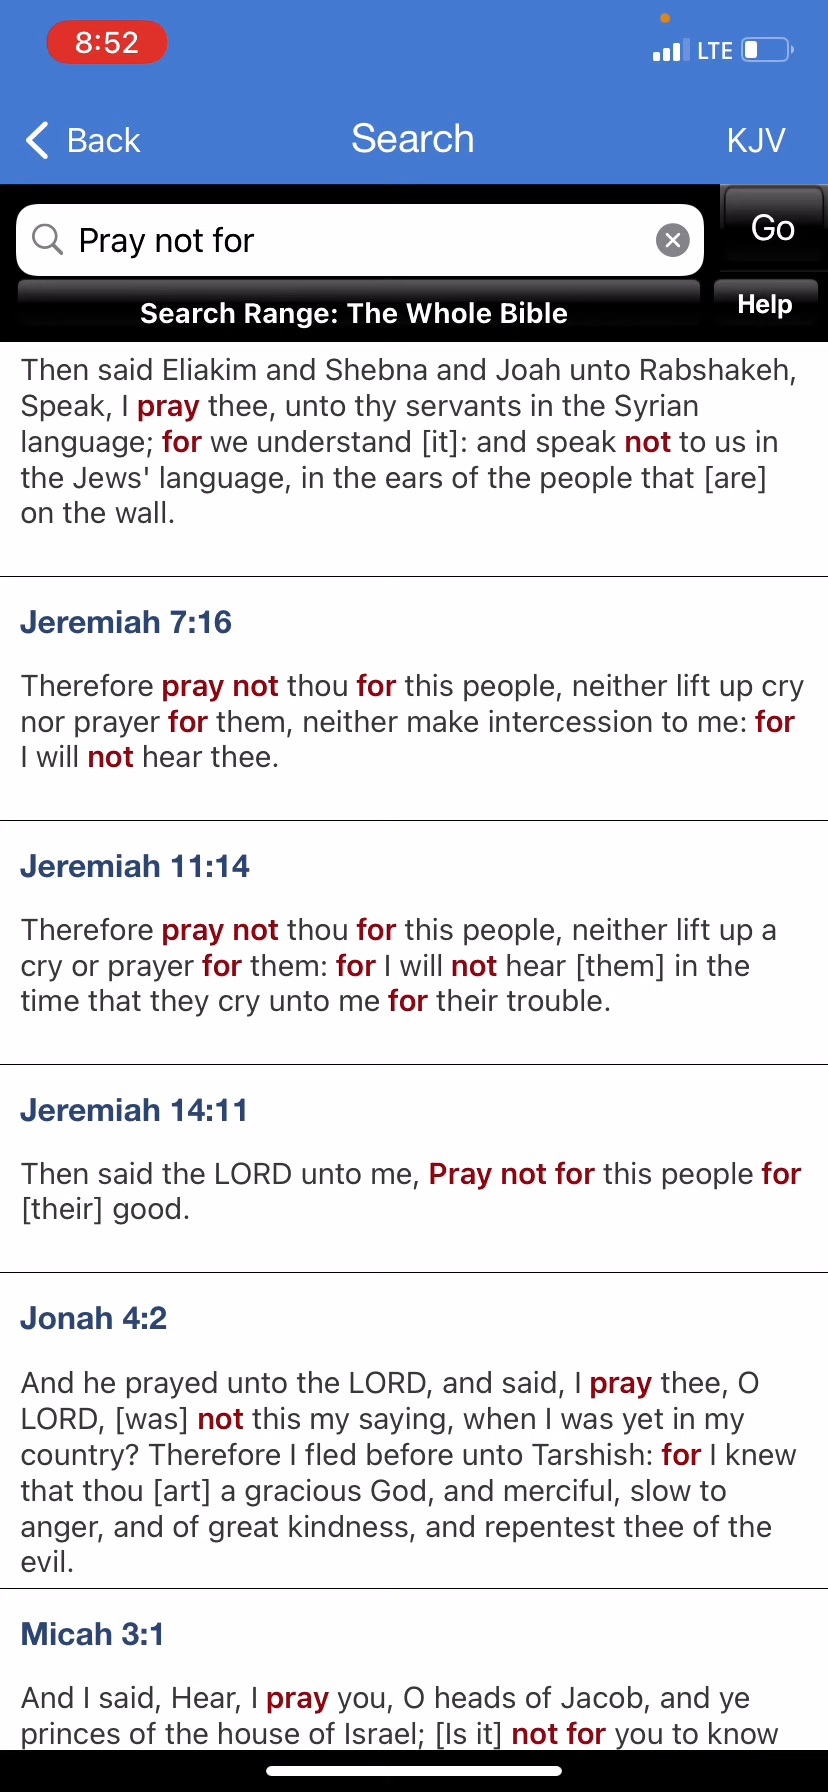 8:52
LTE
Back
Search
KJV
Pray not for
Go
Search Range: The Whole Bible
Help
Then said Eliakim and Shebna and Joah unto Rabshakeh,
Speak, I pray thee, unto thy servants in the Syrian
language; for we understand [it]: and speak not to us in
the Jews' language, in the ears of the people that [are]
on the wall.
Jeremiah 7:16
Therefore pray not thou for this people, neither lift up cry
nor prayer for them, neither make intercession to me: for
I will not hear thee.
Jeremiah 11:14
Therefore pray not thou for this people, neither lift up a
cry or prayer for them: for I will not hear [them] in the
time that they cry unto me for their trouble.
Jeremiah 14:11
Then said the LORD unto me, Pray not for this people for
[their] good.
Jonah 4:2
And he prayed unto the LORD, and said, I pray thee, O
LORD, [was] not this my saying, when I was yet in my
country? Therefore I fled before unto Tarshish: for I knew
that thou [art] a gracious God, and merciful, slow to
anger, and of great kindness, and repentest thee of the
evil.
Micah 3:1
And I said, Hear, I pray you, O heads of Jacob, and ye
princes of the house of Israel; [Is it] not for you to know